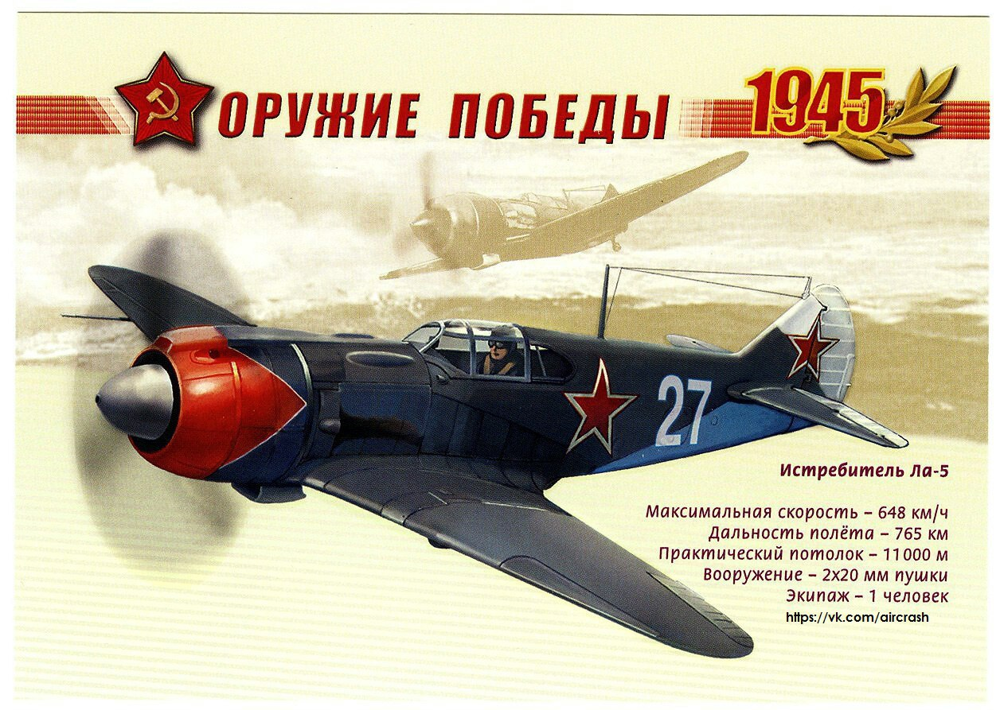 ОРУЖИЕ ПОБЕДЫ
1945
27
Истребитель Ла-5
Максимальная скорость – 648 км/ч
Дальность полёта – 765 км
Практический потолок – 11000 м
Вооружение – 2х20 мм пушки
Экипаж – 1 человек
https://vk.com/aircrash